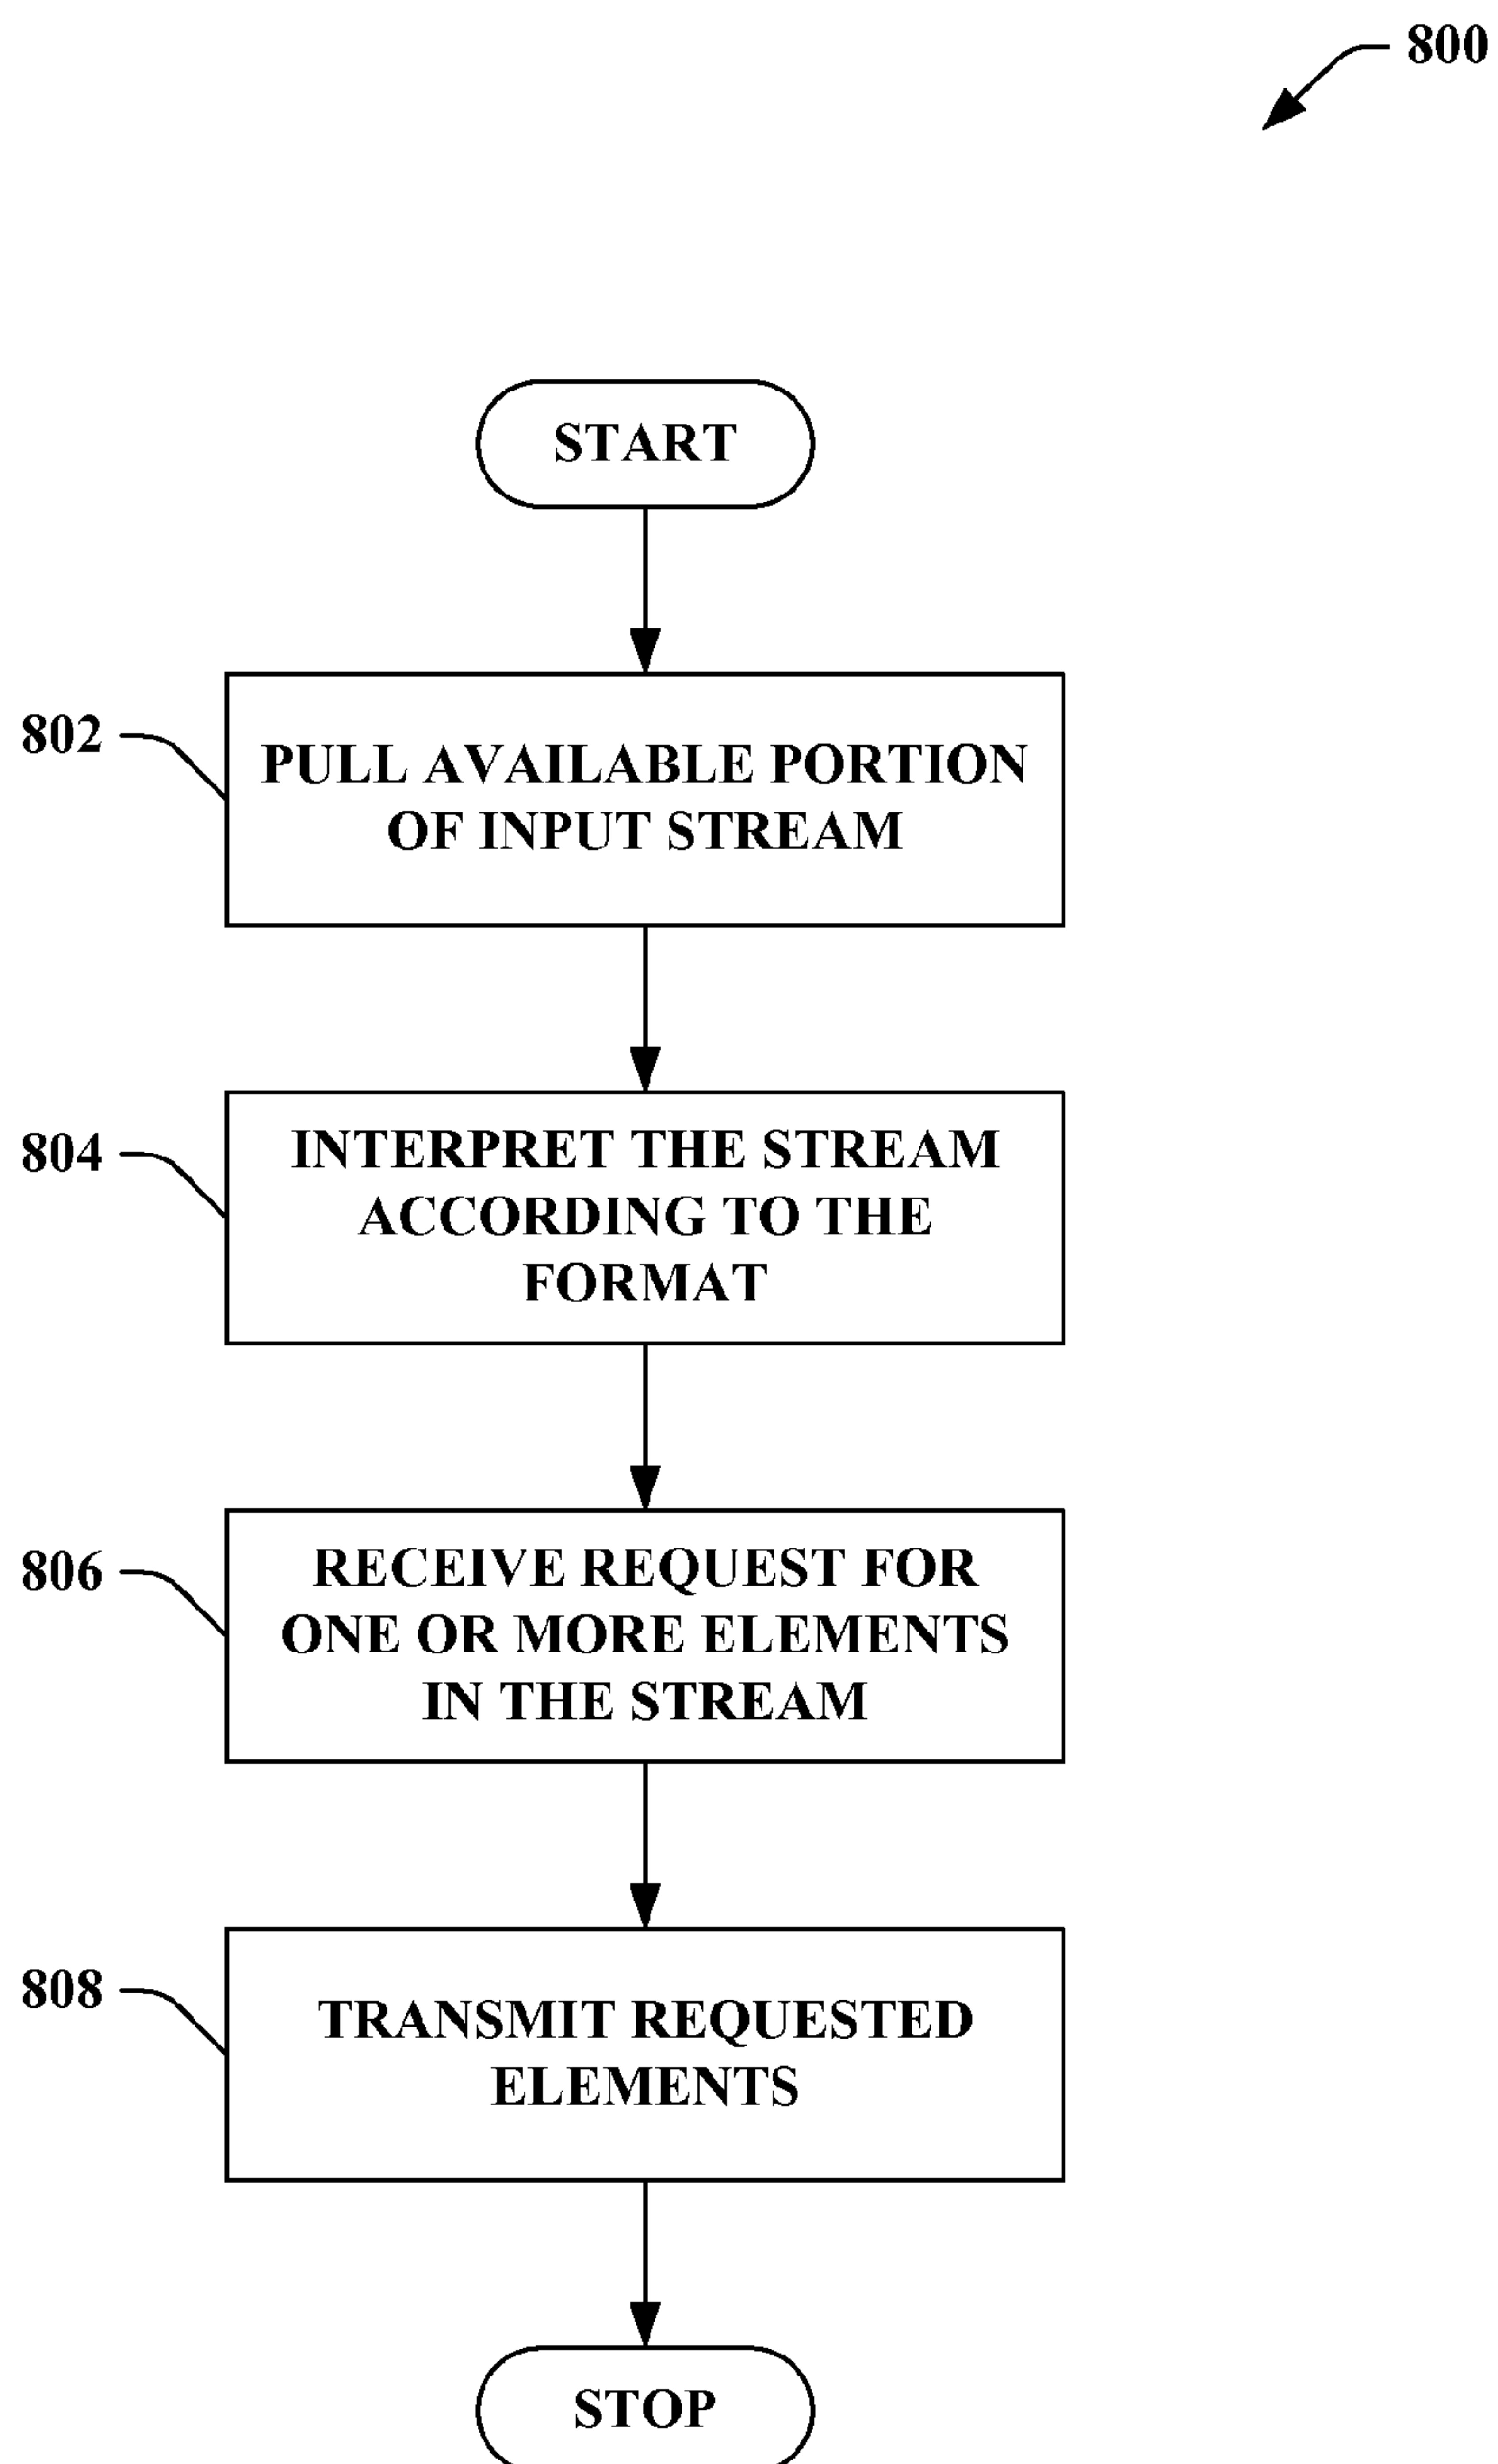 800
START
802
PULL AVAILABLE PORTION
OF INPUT STREAM
804
INTERPRET THE STREAM
ACCORDING TO THE
FORMAT
806
RECEIVE REQUEST FOR
ONE OR MORE ELEMENTS
IN THE STREAM
808
TRANSMIT REQUESTED
ELEMENTS
STOP